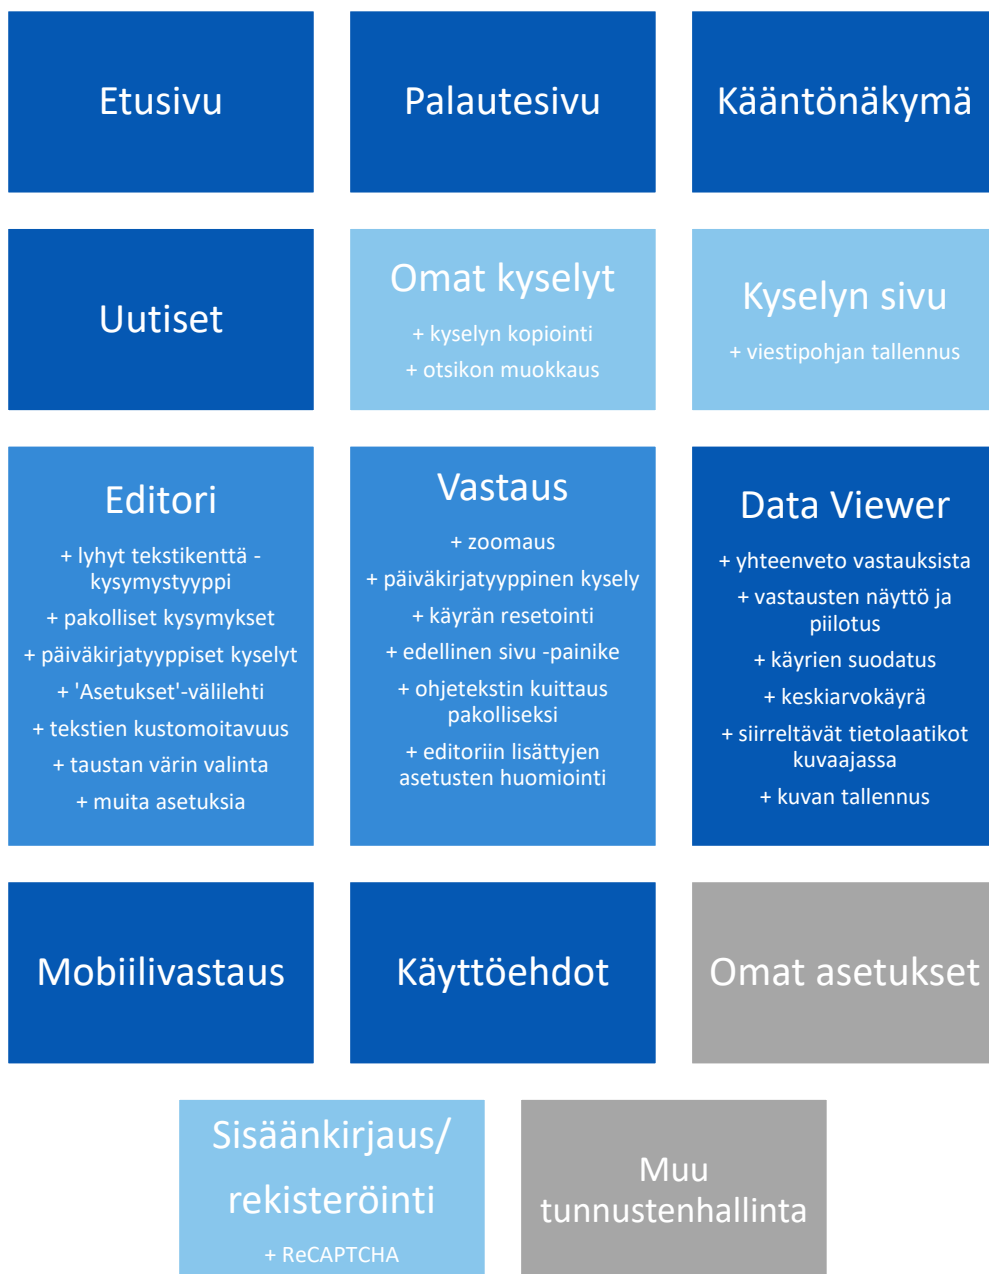 Etusivu
Palautesivu
Kääntönäkymä
Uutiset
Omat kyselyt
+ kyselyn kopiointi
+ otsikon muokkaus
Kyselyn sivu
+ viestipohjan tallennus
Editori
+ lyhyt tekstikenttä -
kysymystyyppi
+ pakolliset kysymykset
+ päiväkirjatyyppiset kyselyt
+ 'Asetukset'-välilehti
+ tekstien kustomoitavuus
+ taustan värin valinta
+ muita asetuksia
Vastaus
+ zoomaus
+ päiväkirjatyyppinen kysely
+ käyrän resetointi
+ edellinen sivu -painike
+ ohjetekstin kuittaus
pakolliseksi
+ editoriin lisättyjen
asetusten huomiointi
Data Viewer
+ yhteenveto vastauksista
+ vastausten näyttö ja
piilotus
+ käyrien suodatus
+ keskiarvokäyrä
+ siirreltävät tietolaatikot
kuvaajassa
+ kuvan tallennus
Mobiilivastaus
Käyttöehdot
Omat asetukset
Sisäänkirjaus/
rekisteröinti
+ ReCAPTCHA
Muu
tunnustenhallinta